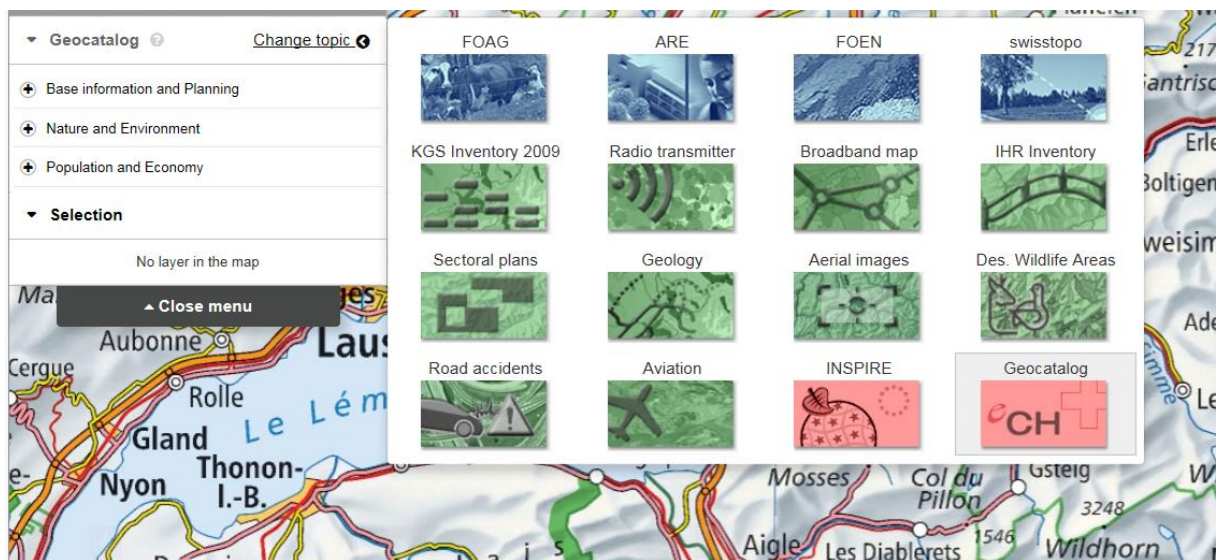 Geocatalog
Change topic
Base information and Planning
Nature and Environment
Population and Economy
Selection
No layer in the map
Close menu
FOAG
ARE
FOEN
swisstopo
KGS Inventory 2009
Radio transmitter
Broadband map
IHR Inventory
Sectoral plans
Geology
Aerial images
Des. Wildlife Areas
Road accidents
Aviation
INSPIRE
Geocatalog
eCH
217
Erle
Boltigen
weisim
Ade
Simme
Le
Ma
ges
Aubonne
Laus
Cergue
Rolle
Le Lém
Gland
Thonon-
I.-B.
Nyon
Mosses
Col du
Pillon
Gsteig
3248
1546
Aigle
Les Diablerets
Wildhorn